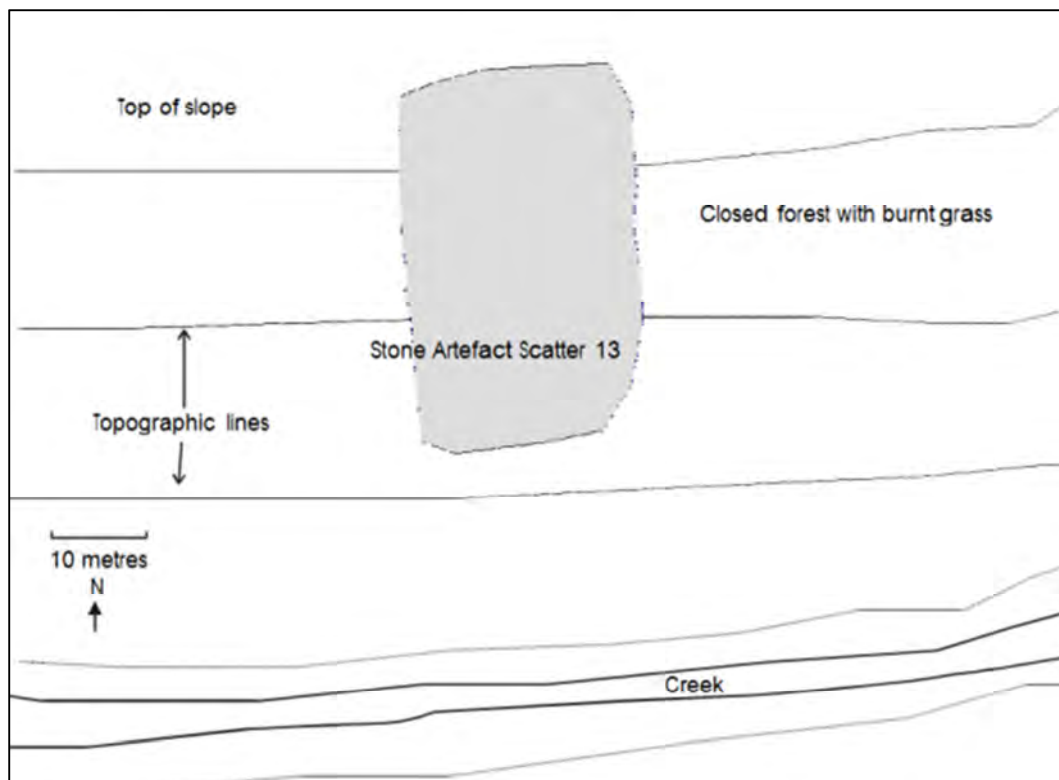 Top of slope
Closed forest with burnt grass
Stone Artefact Scatter 13
Topographic lines
10 metres
N
Creek